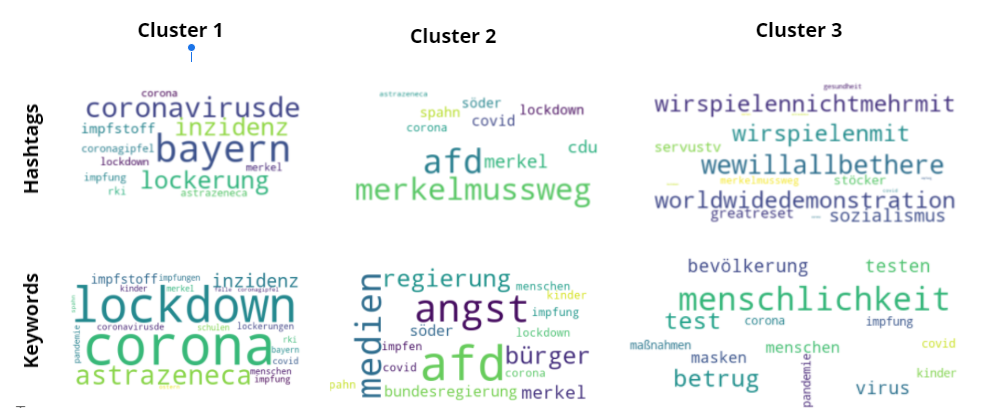 Cluster 1
Cluster 2
Cluster 3
Hashtags
corona
coronavirusde
impfstoff inzidenz
coronagipfel bayern
lockdown
merkel
impfung lockerung
rki
astrazeneca
astrazeneca
söder
spahn
lockdown
covid
corona
cdu
afd merkel
merkelmussweg
gesundheit
wirspielennichtmehrmit
wirspielenmit
servustv
wewillallbethere
merkelmussweg
stöcker
worldwidedemonstration
greatreset
sozialismus
Keywords
impfstoff impfungen inzidenz
kinder merkel
lockdown
coronavirusde schulen lockerungen
pandemie
corona
rki
bayern
covid
astrazeneca
menschen
impfung
regierung
menschen
kinder
medien
angst
impfung
söder
lockdown
impfen
afd
bürger
covid
corona
pahn
bundesregierung merkel
bevölkerung
testen
menschlichkeit
test
corona
impfung
maßnahmen
menschen
covid
masken
betrug
pandemie
kinder
virus